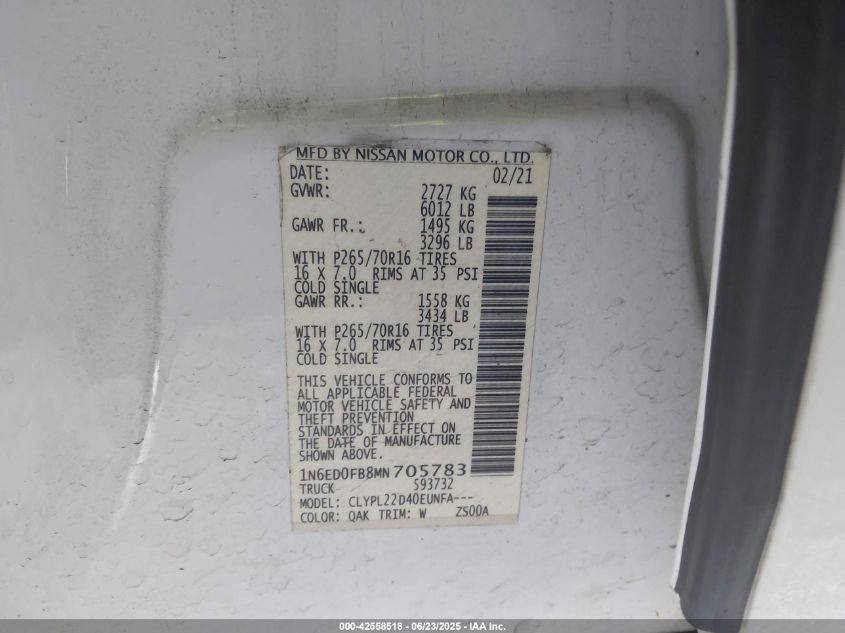 MFD BY NISSAN MOTOR CO., LTD.
DATE: 02/21
GVWR: 2727 KG
6012 LB
GAWR FR.: 1495 KG
3296 LB
WITH P265/70R16 TIRES
16 X 7.0 RIMS AT 35 PSI
COLD SINGLE
GAWR RR.: 1558 KG
3434 LB
WITH P265/70R16 TIRES
16 X 7.0 RIMS AT 35 PSI
COLD SINGLE
THIS VEHICLE CONFORMS TO
ALL APPLICABLE FEDERAL
MOTOR VEHICLE SAFETY AND
THEFT PREVENTION
STANDARDS IN EFFECT ON
THE DATE OF MANUFACTURE
SHOWN ABOVE.
1N6ED0FB8MN705783
TRUCK 593732
MODEL: CLYPL22D40EUNFA---
COLOR: QAK TRIM: W ZS00A
000-42558518 - 06/23/2025 - IAA Inc.